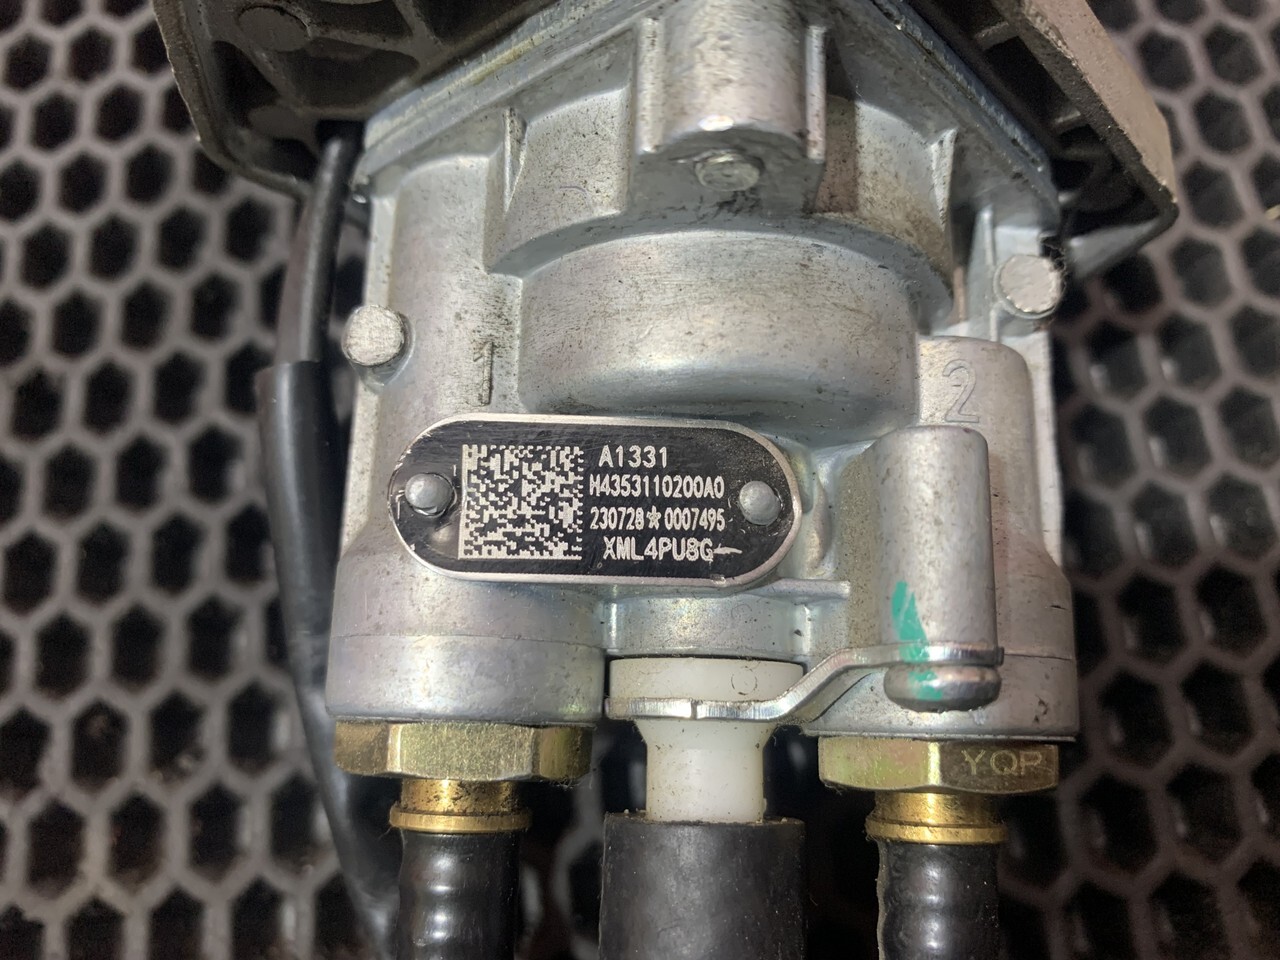 1
2
A1331
H4353110200A0
230728★0007495
XML4PU8G
YQP